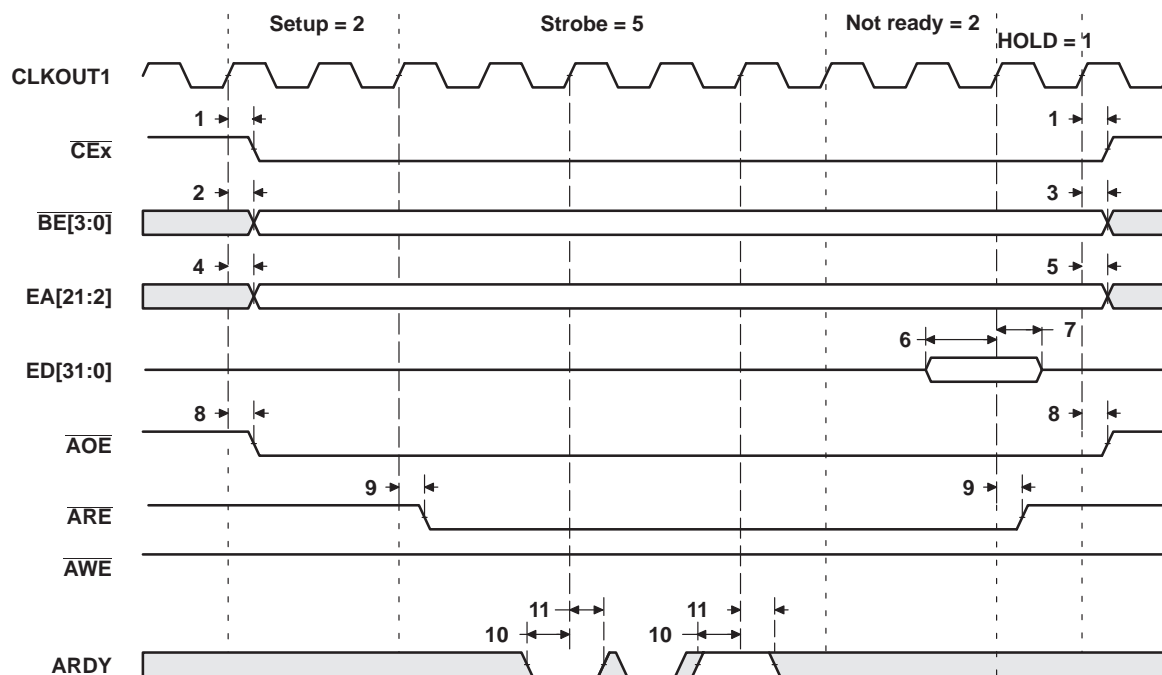 Setup = 2 Strobe = 5 Not ready = 2 HOLD = 1
CLKOUT1
1 1
CEx
2 3
BE[3:0]
4 5
EA[21:2]
6 7
ED[31:0]
8 8
AOE
9 9
ARE
AWE
11 11
10 10
ARDY